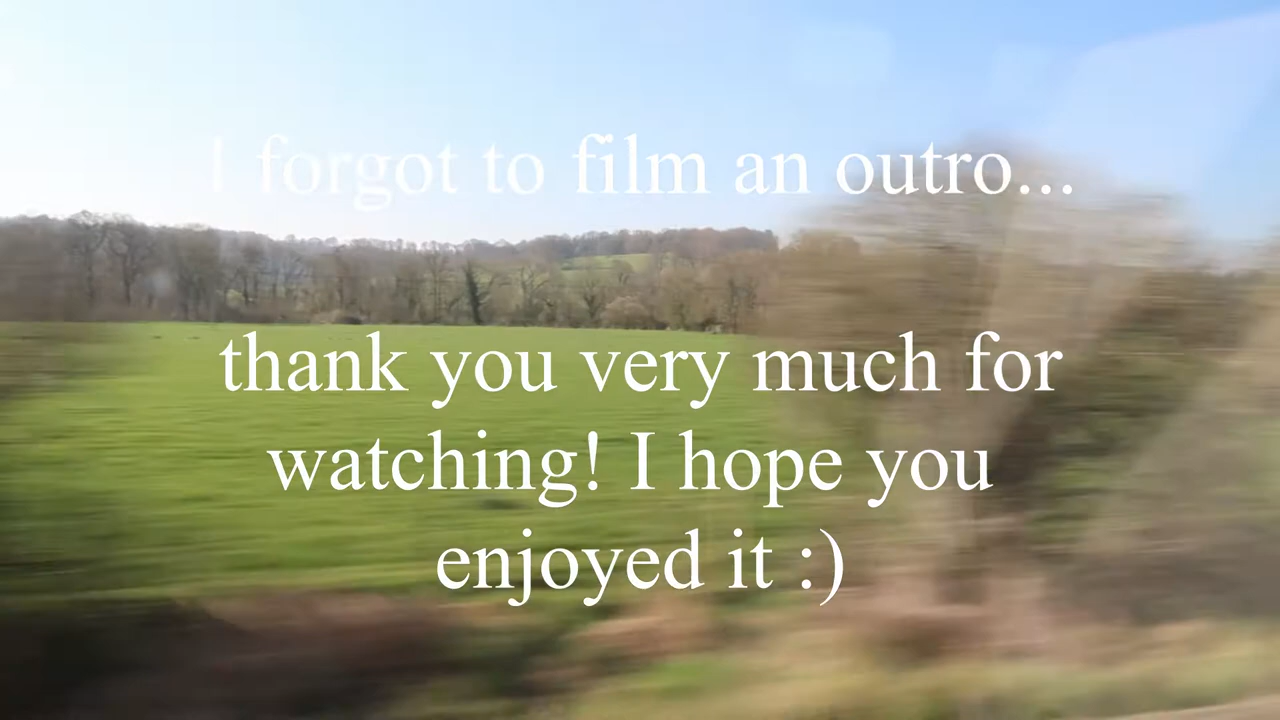 I forgot to film an outro...
thank you very much for
watching! I hope you
enjoyed it :)